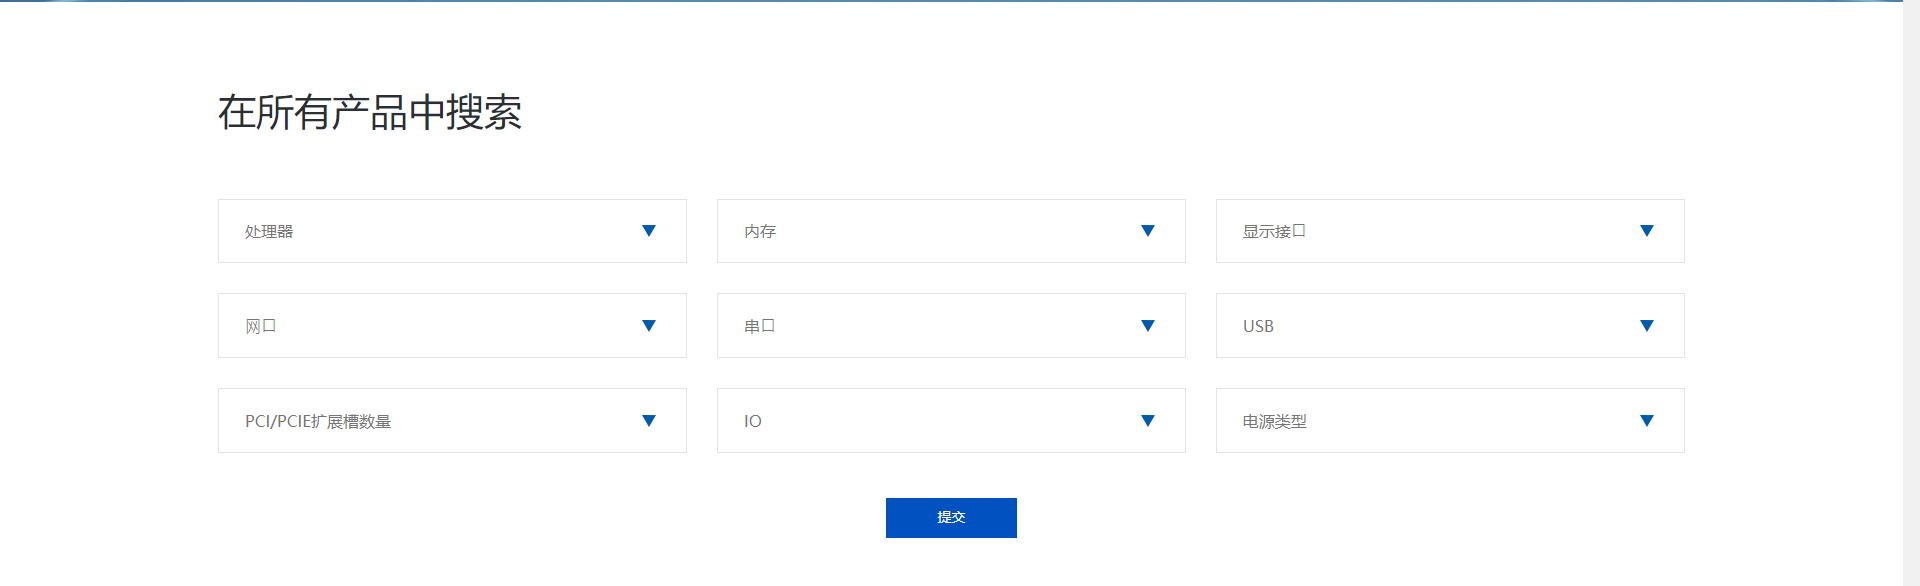 在所有产品中搜索
处理器
内存
显示接口
网口
串口
USB
PCI/PCIE扩展槽数量
IO
电源类型
提交